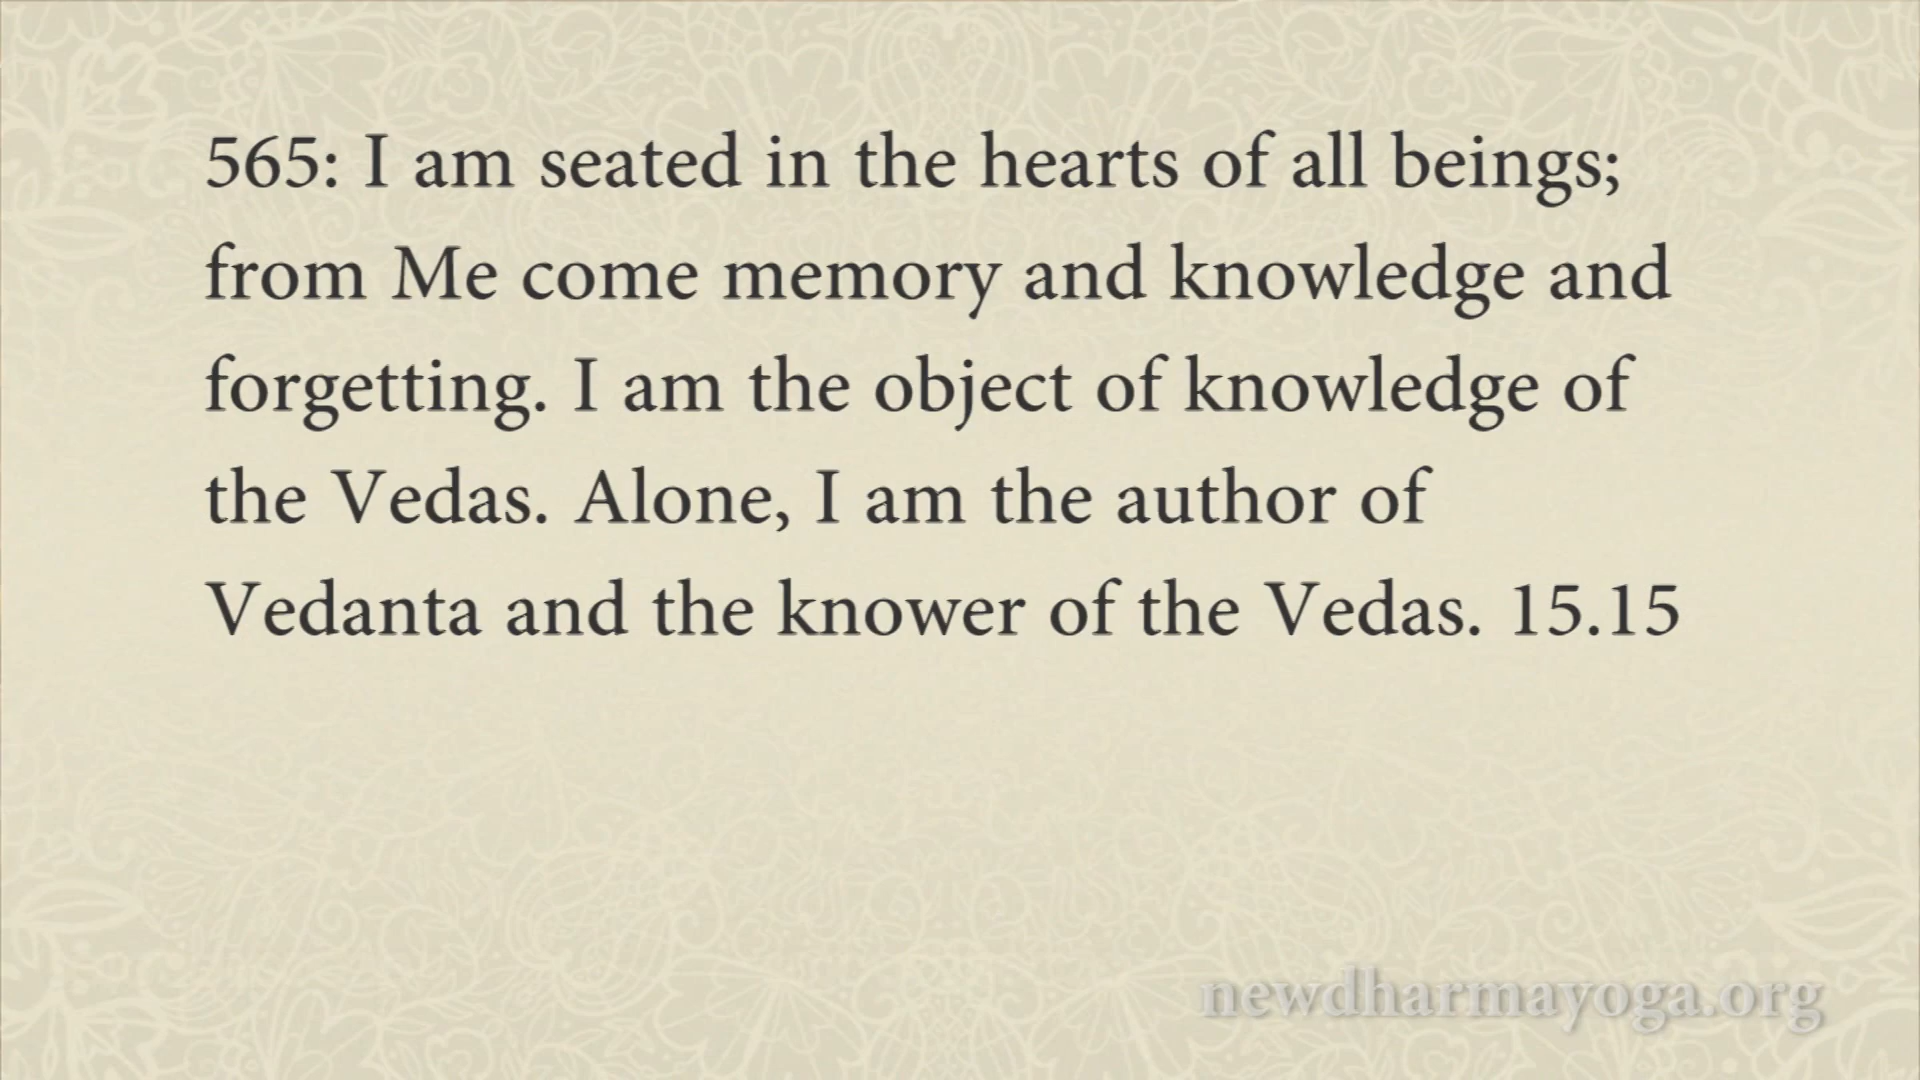 565: I am seated in the hearts of all beings;
from Me come memory and knowledge and
forgetting. I am the object of knowledge of
the Vedas. Alone, I am the author of
Vedanta and the knower of the Vedas. 15.15
newdharmayoga.org